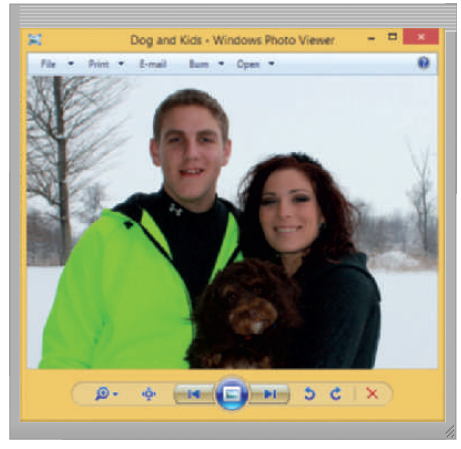 Dog and Kids - Windows Photo Viewer
File Print E-mail Burn Open